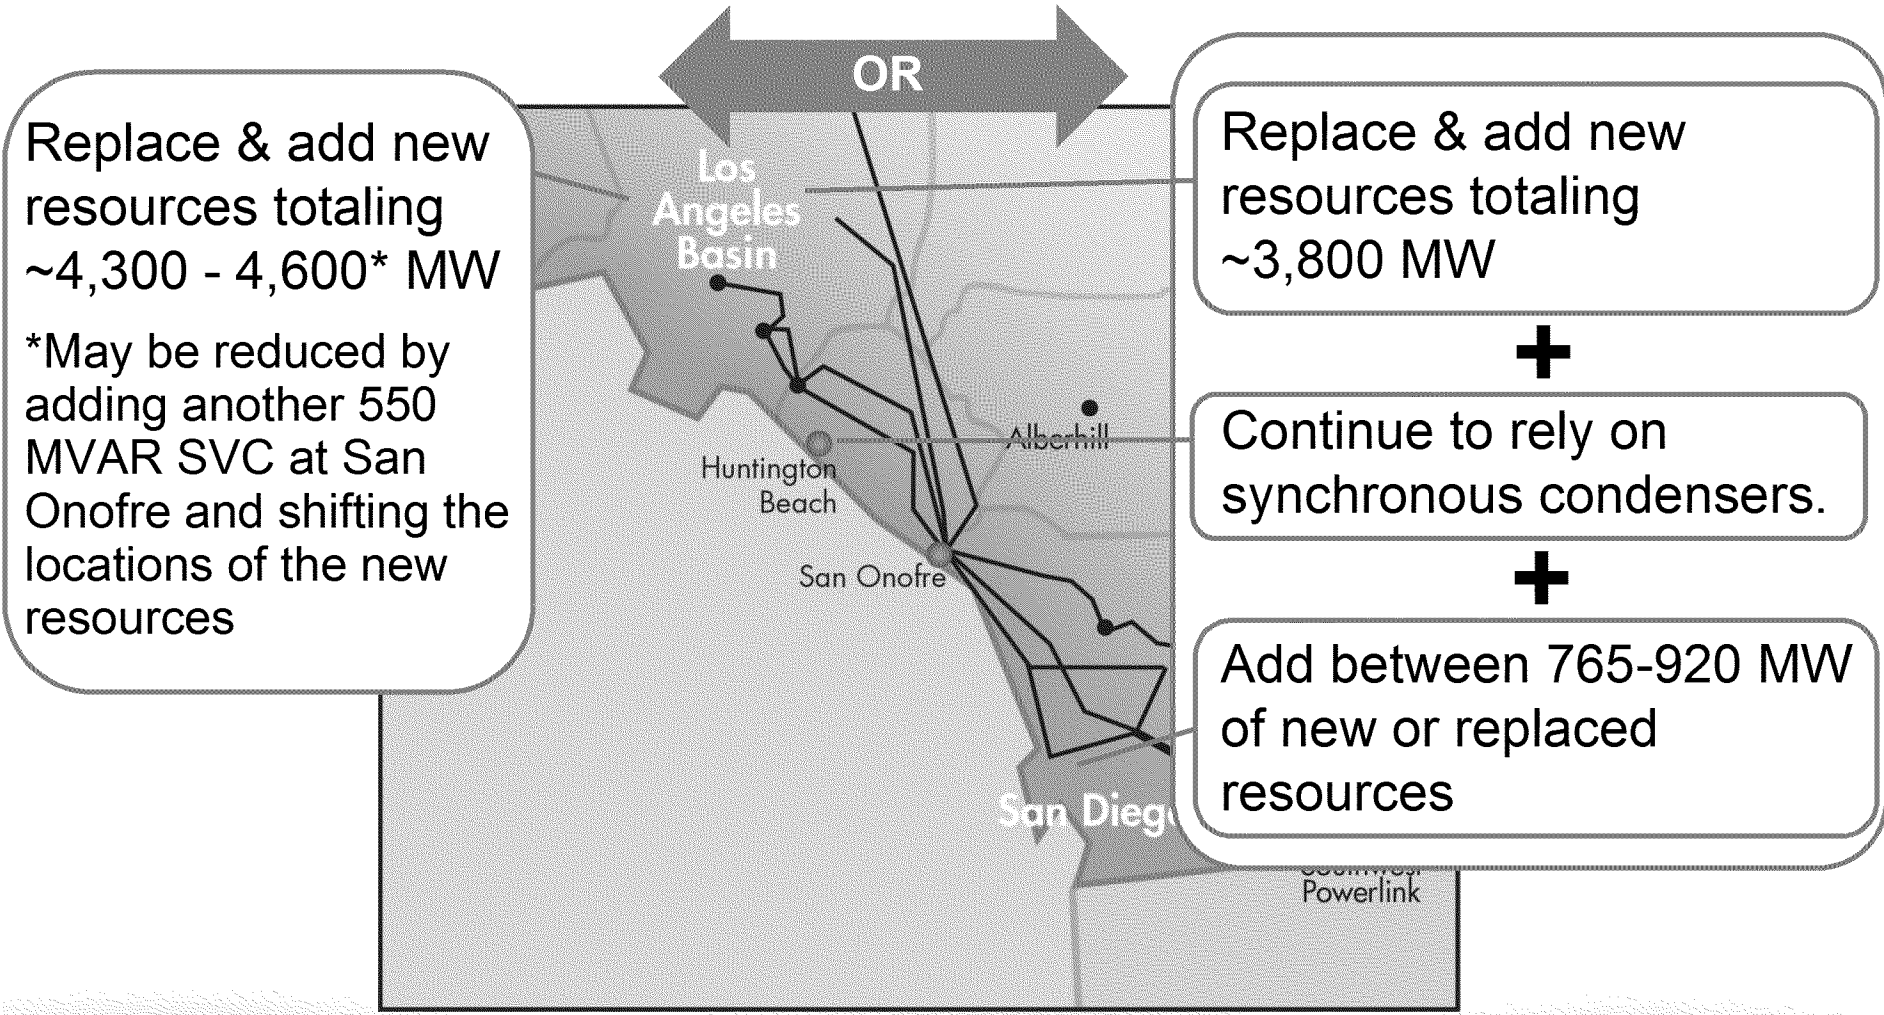 OR
Replace & add new
resources totaling
~4,300 - 4,600* MW
*May be reduced by
adding another 550
MVAR SVC at San
Onofre and shifting the
locations of the new
resources
Los
Angeles
Basin
Alberhill
Huntington
Beach
San Onofre
San Dieg
Southwest
Powerlink
Replace & add new
resources totaling
~3,800 MW
+
Continue to rely on
synchronous condensers.
+
Add between 765-920 MW
of new or replaced
resources